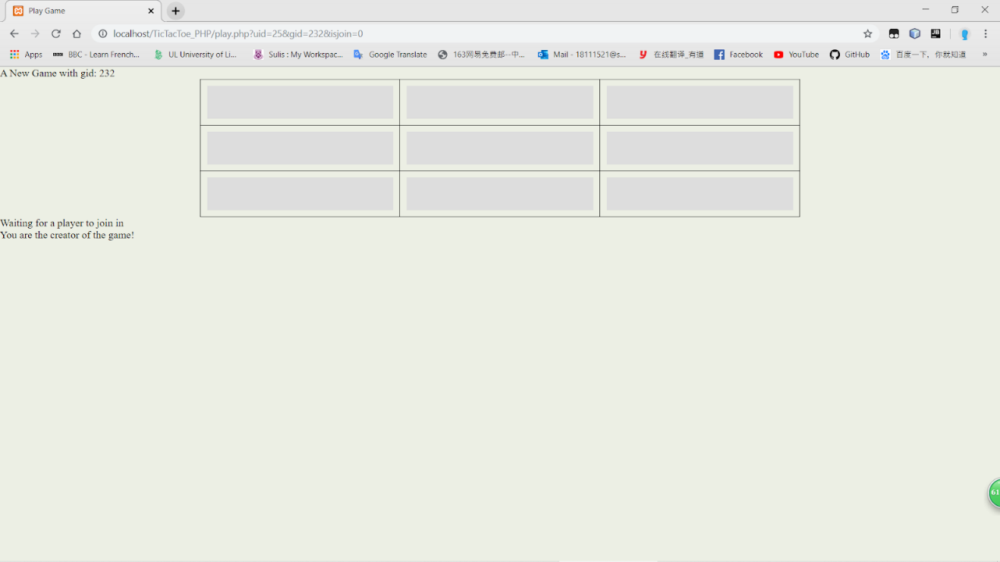 Play Game
localhost/TicTacToe_PHP/play.php?uid=25&gid=232&isjoin=0
Apps BBC - Learn French... UL University of Li... Sulis : My Workspac... Google Translate 163网易免费邮--中... Mail - 18111521@s... 在线翻译_有道 Facebook YouTube GitHub 百度一下，你就知道 »
A New Game with gid: 232
Waiting for a player to join in
You are the creator of the game!
61